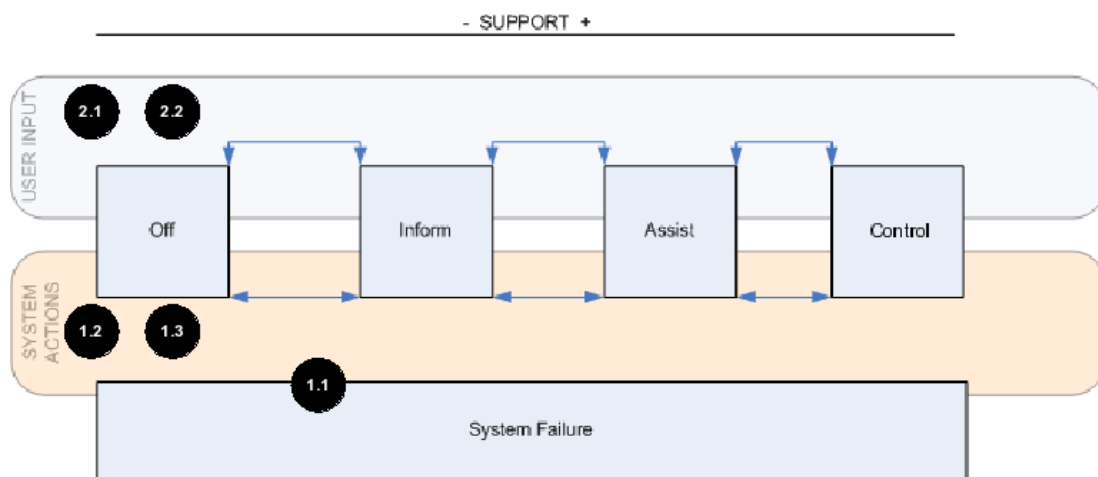 - SUPPORT +
USER INPUT
2.1
2.2
Off
Inform
Assist
Control
SYSTEM
ACTIONS
1.2
1.3
1.1
System Failure